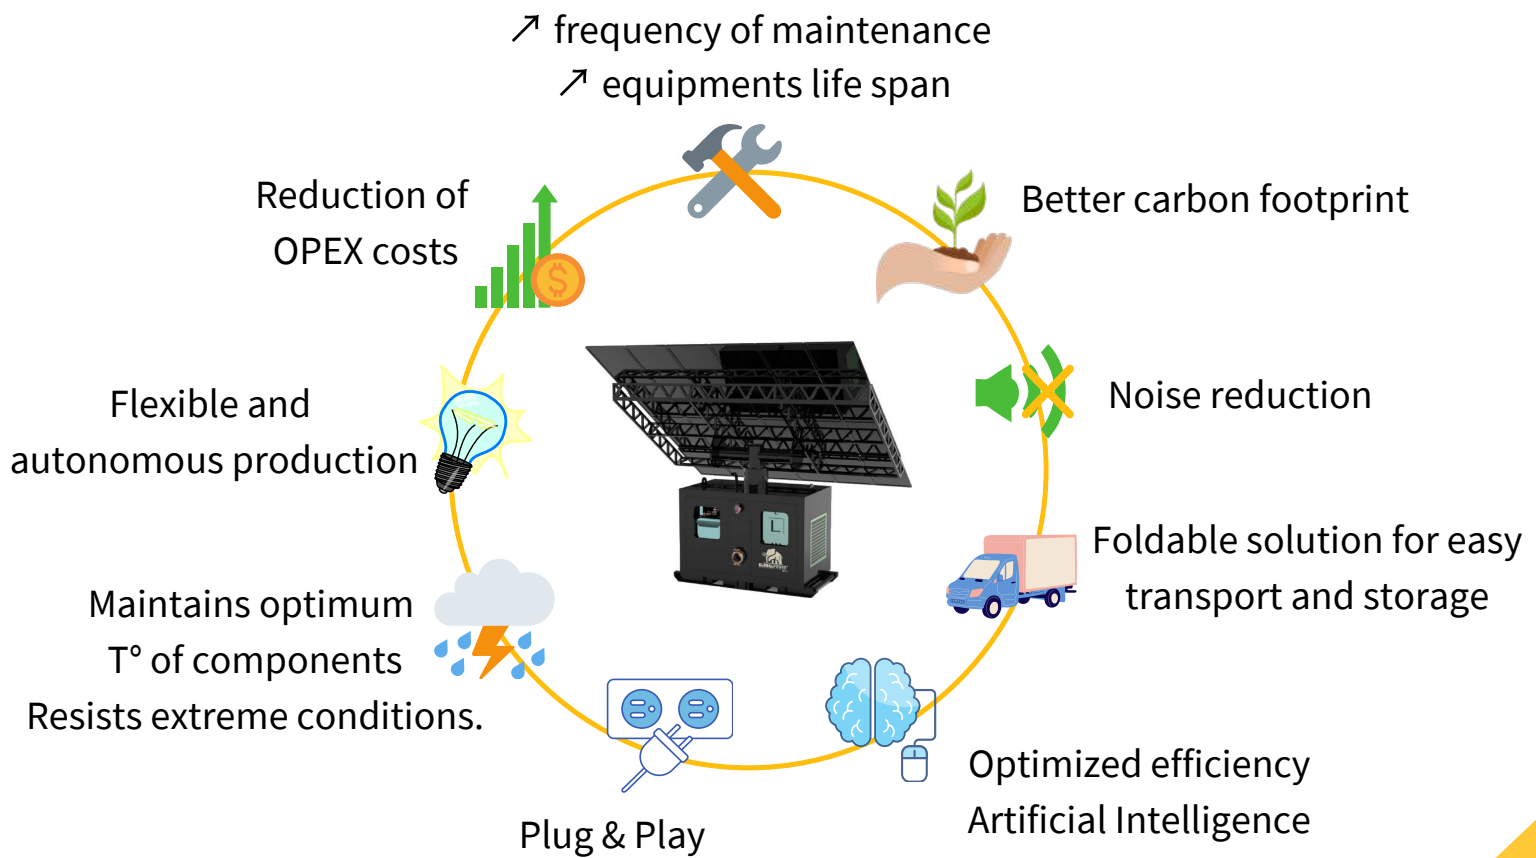 ↗ frequency of maintenance
↗ equipments life span
Reduction of
OPEX costs
Better carbon footprint
Flexible and
autonomous production
Noise reduction
Foldable solution for easy
transport and storage
Maintains optimum
T° of components
Resists extreme conditions.
Optimized efficiency
Artificial Intelligence
Plug & Play